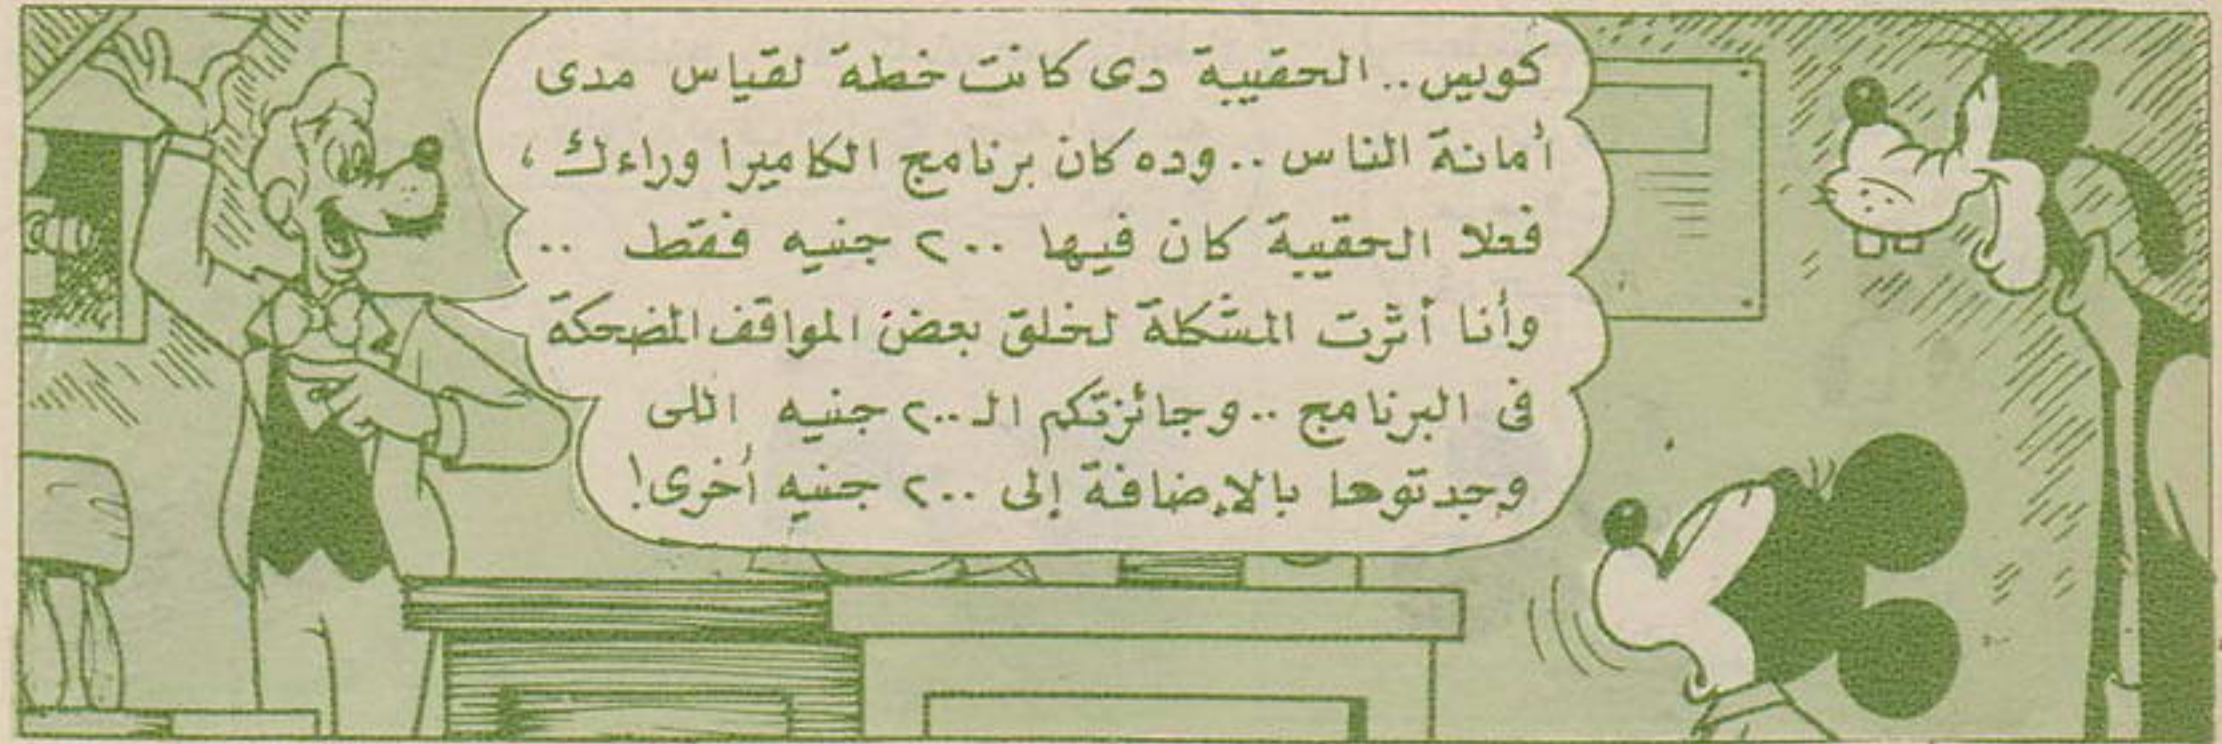 كويس.. الحقيبة دى كانت خطة لقياس مدى
أمانة الناس .. وده كان برنامج الكاميرا وراءك ،
فعلا الحقيبة كان فيها ٢٠٠ جنيه فقط ..
وأنا أثرت المشكلة لخلق بعض المواقف المضحكة
فى البرنامج .. وجائزتكم الـ ٢٠٠ جنيه اللى
وجدتوها بالإضافة إلى ٢٠٠ جنيه أخرى!